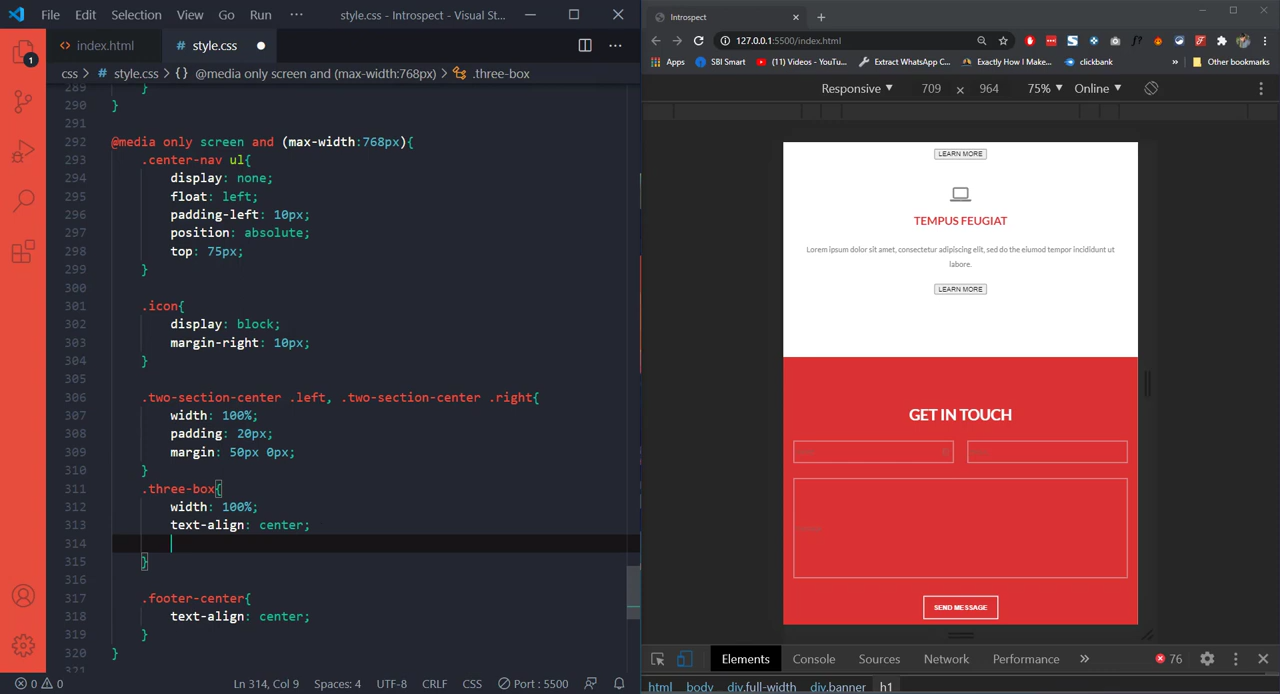 File Edit Selection View Go Run ··· style.css - Introspect - Visual St...
index.html # style.css
1
css > # style.css > {} @media only screen and (max-width:768px) > .three-box
289 }
290 }
291
292 @media only screen and (max-width:768px){
293 .center-nav ul{
294 display: none;
295 float: left;
296 padding-left: 10px;
297 position: absolute;
298 top: 75px;
299 }
300
301 .icon{
302 display: block;
303 margin-right: 10px;
304 }
305
306 .two-section-center .left, .two-section-center .right{
307 width: 100%;
308 padding: 20px;
309 margin: 50px 0px;
310 }
311 .three-box{
312 width: 100%;
313 text-align: center;
314
315 }
316
317 .footer-center{
318 text-align: center;
319 }
320 }
321
0 0 Ln 314, Col 9 Spaces: 4 UTF-8 CRLF CSS Port : 5500
Introspect
127.0.0.1:5500/index.html
Apps SBI Smart (11) Videos - YouTu... Extract WhatsApp C... Exactly How I Make... clickbank » Other bookmarks
Responsive 709 × 964 75% Online
LEARN MORE
TEMPUS FEUGIAT
Lorem ipsum dolor sit amet, consectetur adipiscing elit, sed do the eiumod tempor incididunt ut
labore.
LEARN MORE
GET IN TOUCH
SEND MESSAGE
Elements Console Sources Network Performance » 76
html body div.full-width div.banner h1